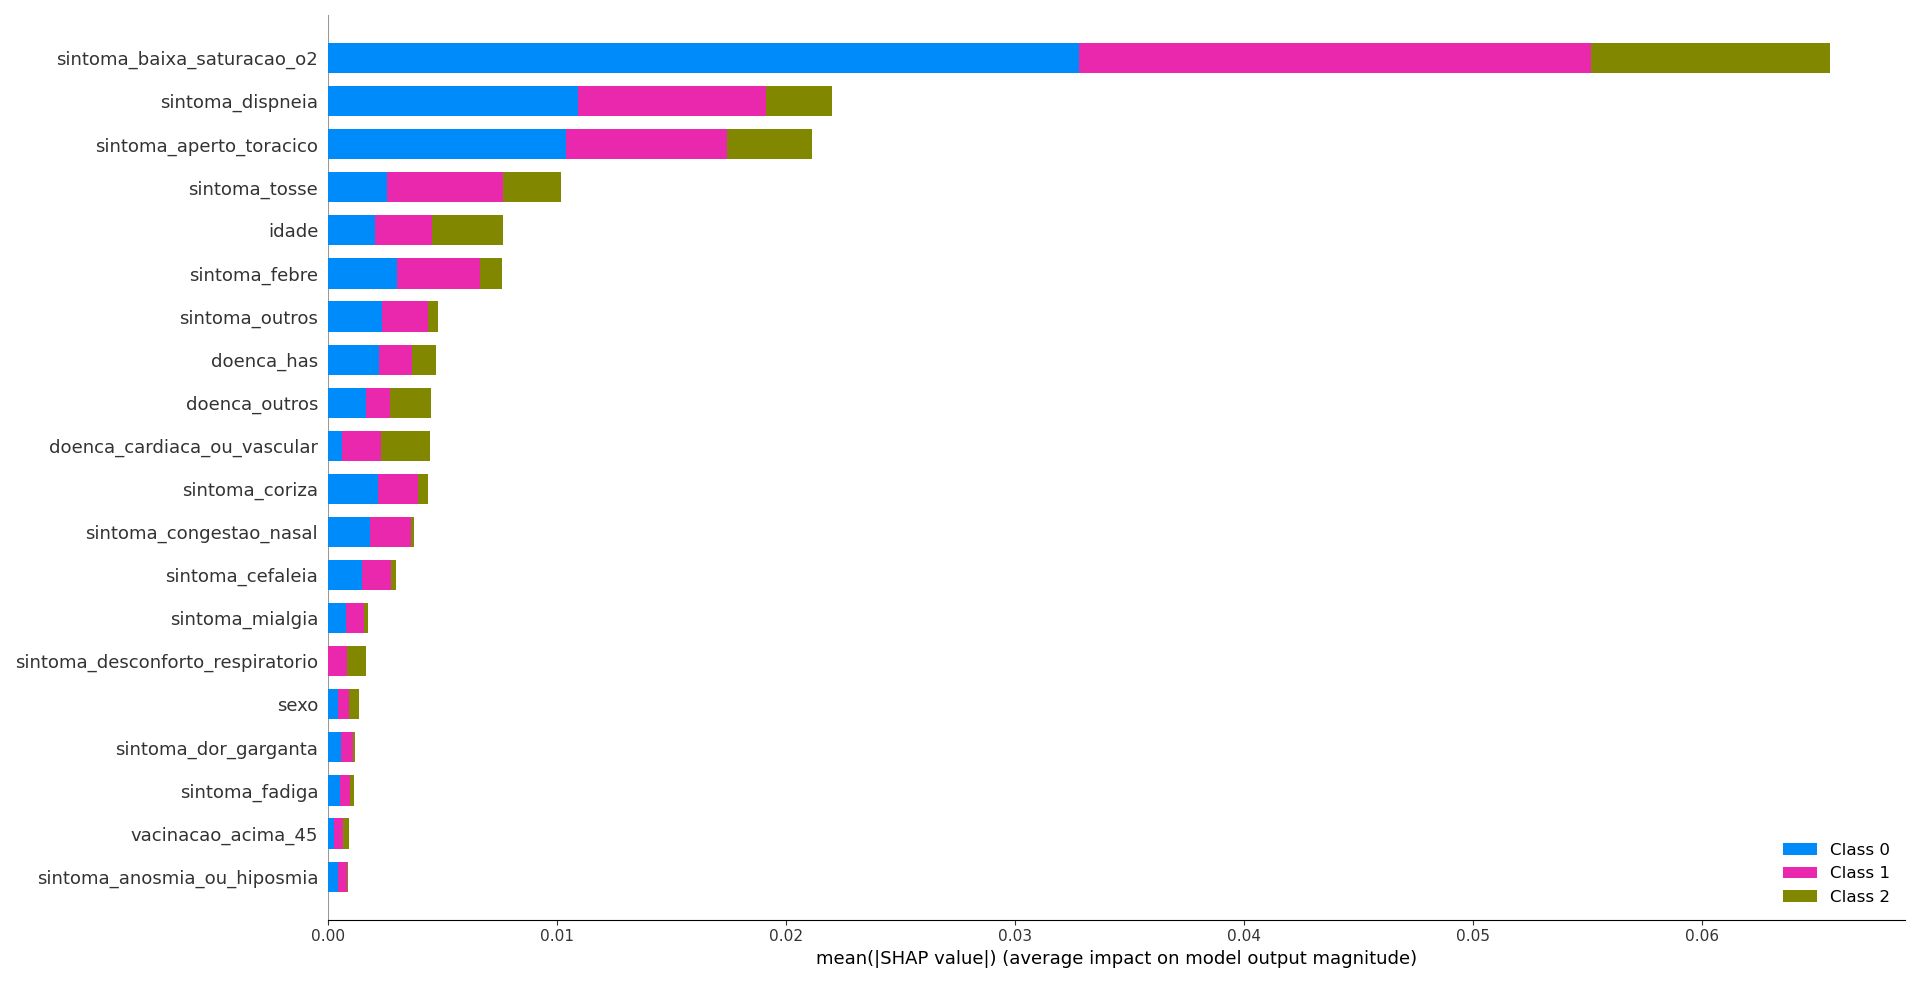 sintoma_baixa_saturacao_o2
sintoma_dispneia
sintoma_aperto_toracico
sintoma_tosse
idade
sintoma_febre
sintoma_outros
doenca_has
doenca_outros
doenca_cardiaca_ou_vascular
sintoma_coriza
sintoma_congestao_nasal
sintoma_cefaleia
sintoma_mialgia
sintoma_desconforto_respiratorio
sexo
sintoma_dor_garganta
sintoma_fadiga
vacinacao_acima_45
sintoma_anosmia_ou_hiposmia
Class 0
Class 1
Class 2
0.00 0.01 0.02 0.03 0.04 0.05 0.06
mean(|SHAP value|) (average impact on model output magnitude)